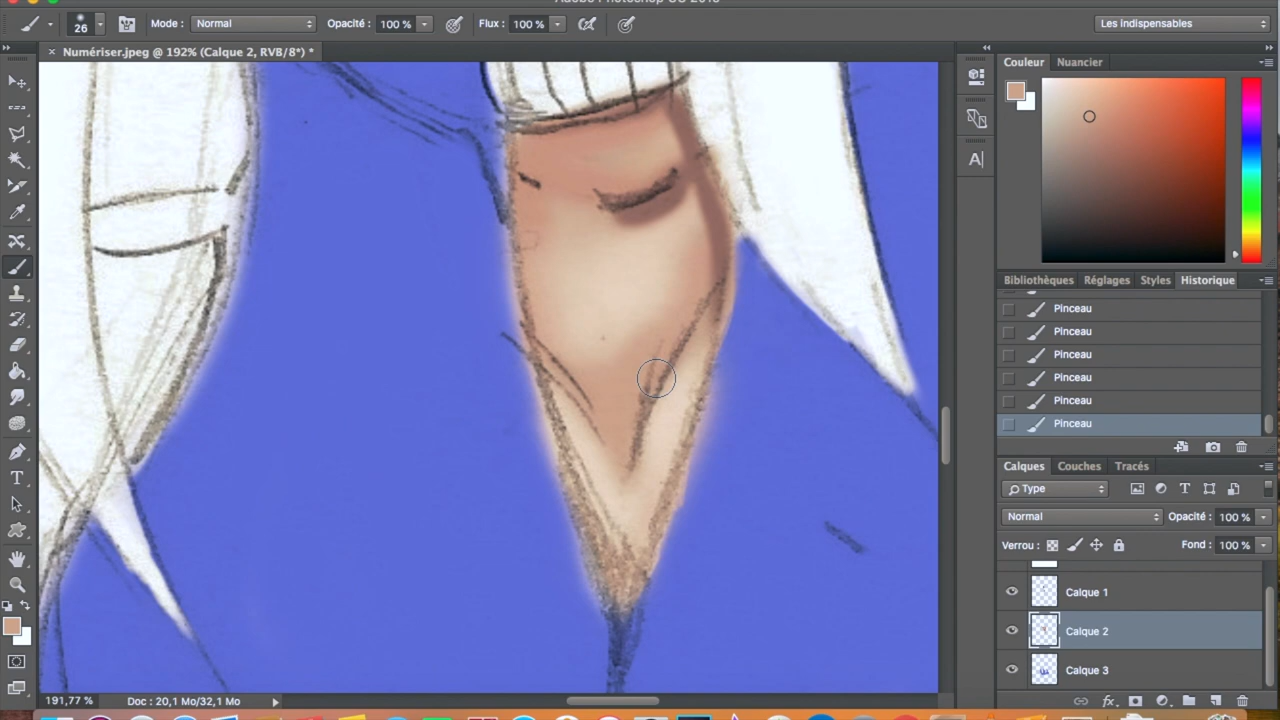 Adobe Photoshop CC 2015
26 Mode : Normal Opacité : 100 % Flux : 100 % Les indispensables
× Numériser.jpeg @ 192% (Calque 2, RVB/8*) *
Couleur Nuancier
A|
Bibliothèques Réglages Styles Historique
Pinceau
Pinceau
Pinceau
Pinceau
Pinceau
Pinceau
Calques Couches Tracés
Type
Normal Opacité : 100 %
Verrou : Fond : 100 %
Calque 1
Calque 2
Calque 3
fx
T
191,77 % Doc : 20,1 Mo/32,1 Mo